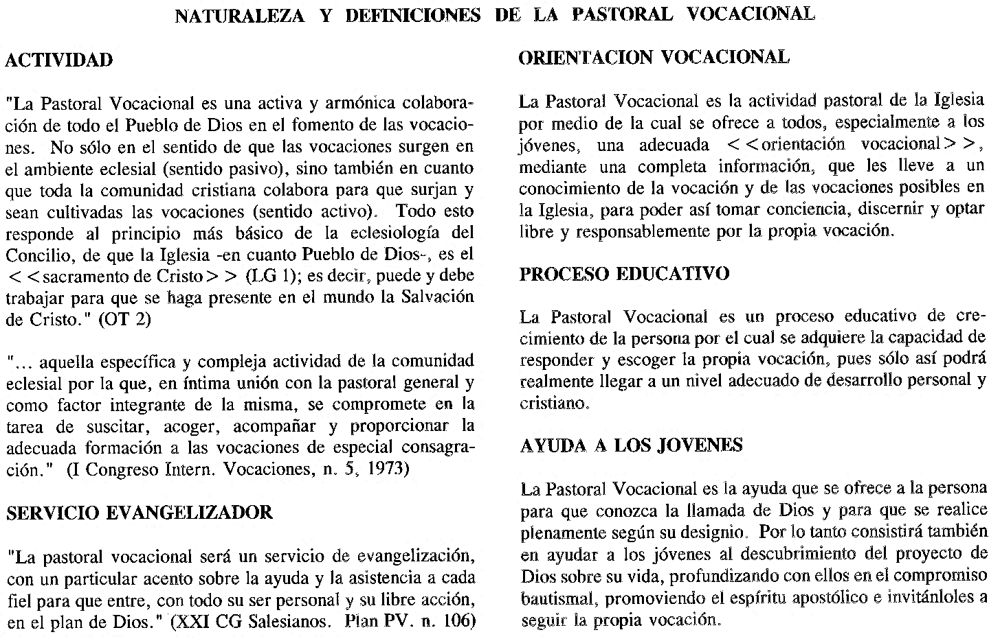 NATURALEZA Y DEFINICIONES DE LA PASTORAL VOCACIONAL
ACTIVIDAD
"La Pastoral Vocacional es una activa y armónica colabora-
ción de todo el Pueblo de Dios en el fomento de las vocacio-
nes. No sólo en el sentido de que las vocaciones surgen en
el ambiente eclesial (sentido pasivo), sino también en cuanto
que toda la comunidad cristiana colabora para que surjan y
sean cultivadas las vocaciones (sentido activo). Todo esto
responde al principio más básico de la eclesiología del
Concilio, de que la Iglesia -en cuanto Pueblo de Dios-, es el
< <sacramento de Cristo> > (LG 1); es decir, puede y debe
trabajar para que se haga presente en el mundo la Salvación
de Cristo." (OT 2)
"... aquella específica y compleja actividad de la comunidad
eclesial por la que, en íntima unión con la pastoral general y
como factor integrante de la misma, se compromete en la
tarea de suscitar, acoger, acompañar y proporcionar la
adecuada formación a las vocaciones de especial consagra-
ción." (I Congreso Intern. Vocaciones, n. 5, 1973)
SERVICIO EVANGELIZADOR
"La pastoral vocacional será un servicio de evangelización,
con un particular acento sobre la ayuda y la asistencia a cada
fiel para que entre, con todo su ser personal y su libre acción,
en el plan de Dios." (XXI CG Salesianos. Plan PV. n. 106)
ORIENTACION VOCACIONAL
La Pastoral Vocacional es la actividad pastoral de la Iglesia
por medio de la cual se ofrece a todos, especialmente a los
jóvenes, una adecuada < <orientación vocacional> >,
mediante una completa información, que les lleve a un
conocimiento de la vocación y de las vocaciones posibles en
la Iglesia, para poder así tomar conciencia, discernir y optar
libre y responsablemente por la propia vocación.
PROCESO EDUCATIVO
La Pastoral Vocacional es un proceso educativo de cre-
cimiento de la persona por el cual se adquiere la capacidad de
responder y escoger la propia vocación, pues sólo así podrá
realmente llegar a un nivel adecuado de desarrollo personal y
cristiano.
AYUDA A LOS JOVENES
La Pastoral Vocacional es la ayuda que se ofrece a la persona
para que conozca la llamada de Dios y para que se realice
plenamente según su designio. Por lo tanto consistirá también
en ayudar a los jóvenes al descubrimiento del proyecto de
Dios sobre su vida, profundizando con ellos en el compromiso
bautismal, promoviendo el espíritu apostólico e invitánloles a
seguir la propia vocación.